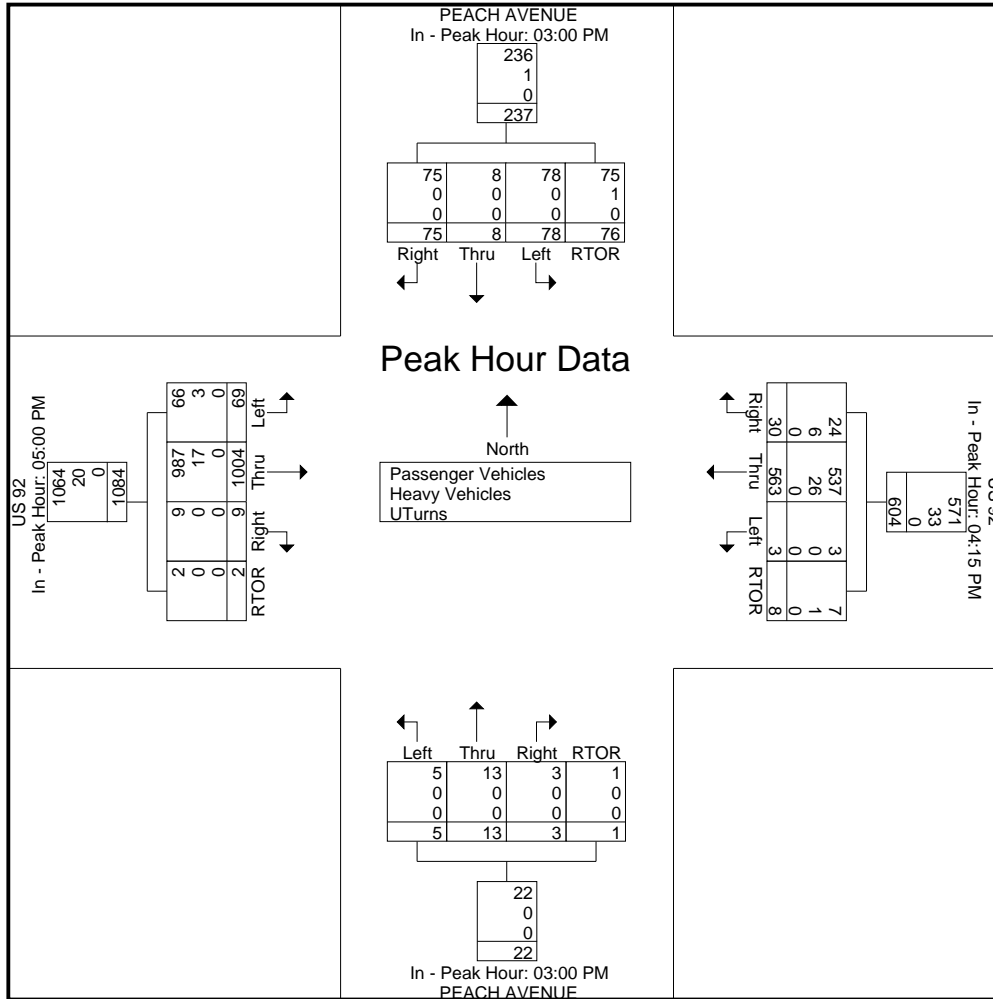 PEACH AVENUE
In - Peak Hour: 03:00 PM
236
1
0
237
75 8 78 75
0 0 0 1
0 0 0 0
75 8 78 76
Right Thru Left RTOR
Peak Hour Data
North
Passenger Vehicles
Heavy Vehicles
UTurns
US 92
In - Peak Hour: 05:00 PM
1064
20
0
1084
66 3 0 69 Left
987 17 0 1004 Thru
9 0 0 9 Right
2 0 0 2 RTOR
US 92
In - Peak Hour: 04:15 PM
571
33
0
604
Right 30 0 6 24
Thru 563 0 26 537
Left 3 0 0 3
RTOR 8 0 1 7
Left Thru Right RTOR
5 13 3 1
0 0 0 0
0 0 0 0
5 13 3 1
22
0
0
22
In - Peak Hour: 03:00 PM
PEACH AVENUE